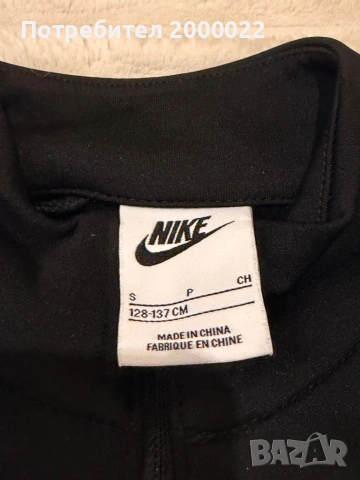 Потребител 2000022
NIKE
S P CH
128-137 CM
MADE IN CHINA
FABRIQUE EN CHINE
BAZAR